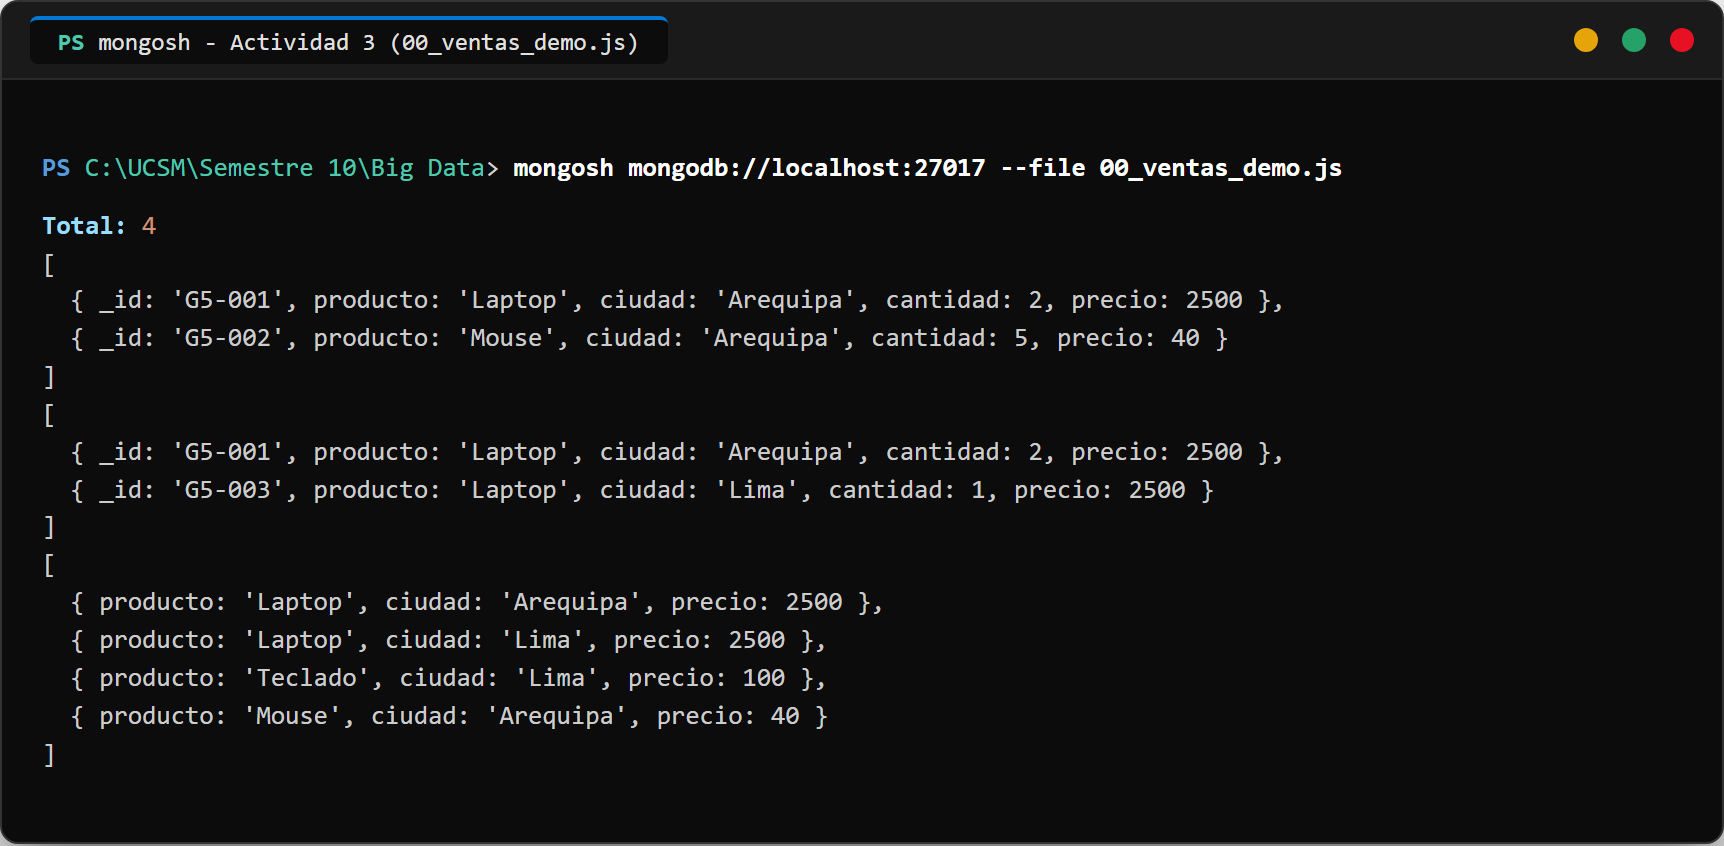 PS mongosh - Actividad 3 (00_ventas_demo.js)
PS C:\UCSM\Semestre 10\Big Data> mongosh mongodb://localhost:27017 --file 00_ventas_demo.js
Total: 4
[
  { _id: 'G5-001', producto: 'Laptop', ciudad: 'Arequipa', cantidad: 2, precio: 2500 },
  { _id: 'G5-002', producto: 'Mouse', ciudad: 'Arequipa', cantidad: 5, precio: 40 }
]
[
  { _id: 'G5-001', producto: 'Laptop', ciudad: 'Arequipa', cantidad: 2, precio: 2500 },
  { _id: 'G5-003', producto: 'Laptop', ciudad: 'Lima', cantidad: 1, precio: 2500 }
]
[
  { producto: 'Laptop', ciudad: 'Arequipa', precio: 2500 },
  { producto: 'Laptop', ciudad: 'Lima', precio: 2500 },
  { producto: 'Teclado', ciudad: 'Lima', precio: 100 },
  { producto: 'Mouse', ciudad: 'Arequipa', precio: 40 }
]